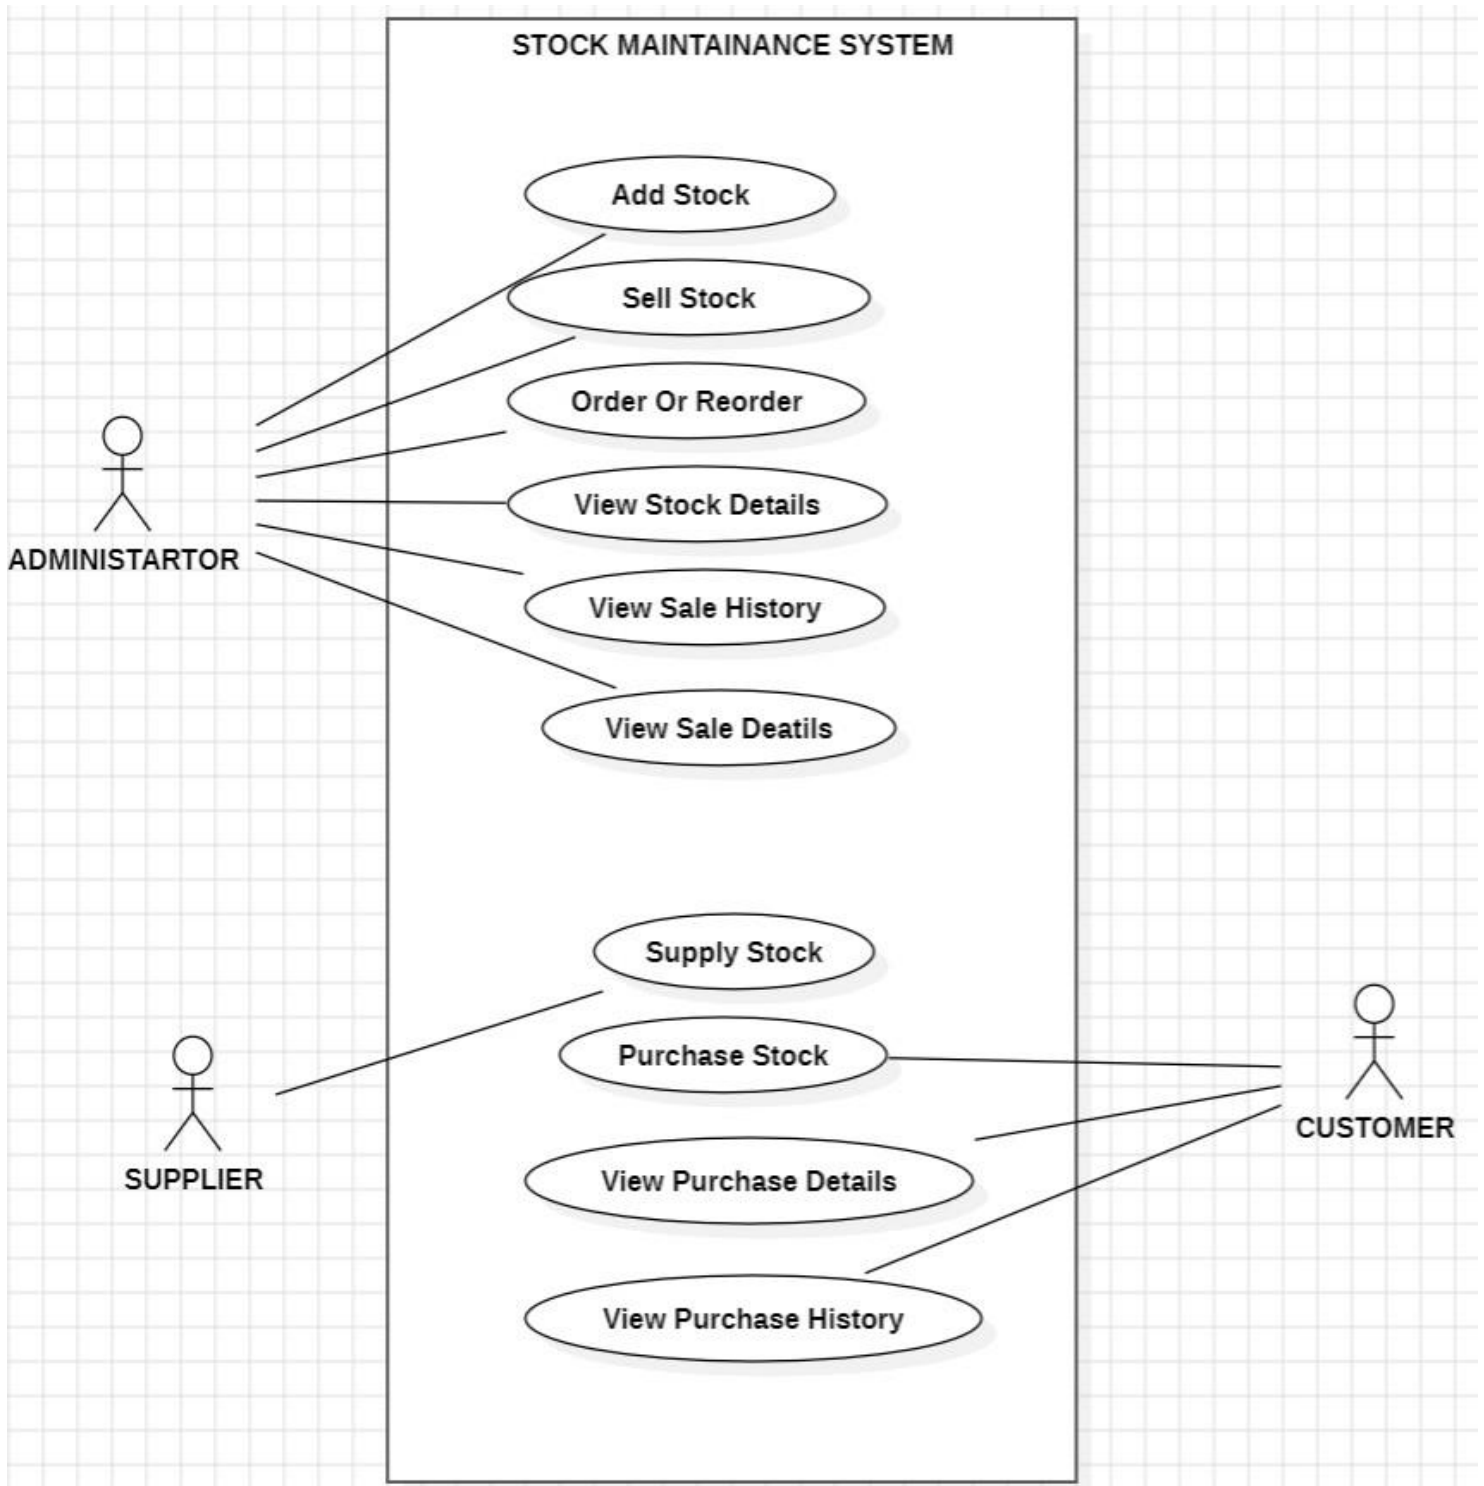 STOCK MAINTAINANCE SYSTEM
Add Stock
Sell Stock
Order Or Reorder
View Stock Details
ADMINISTARTOR
View Sale History
View Sale Deatils
Supply Stock
Purchase Stock
CUSTOMER
SUPPLIER
View Purchase Details
View Purchase History